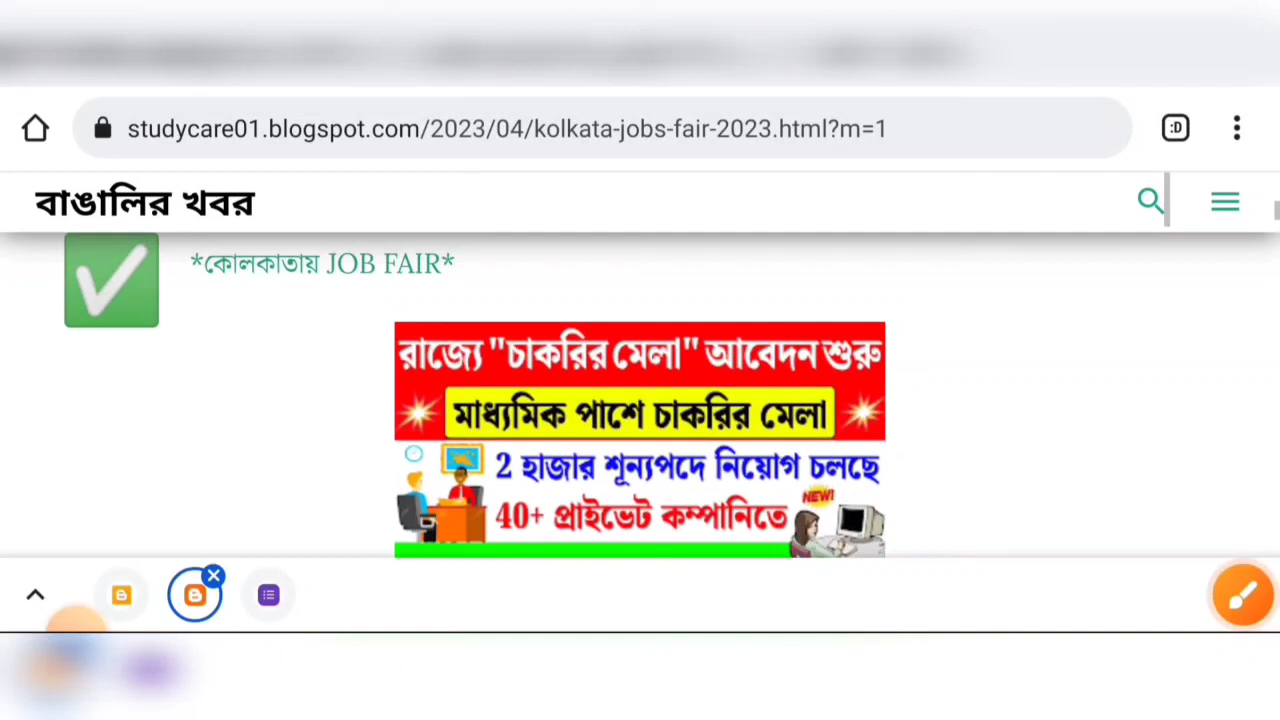 studycare01.blogspot.com/2023/04/kolkata-jobs-fair-2023.html?m=1
:D
বাঙালির খবর
*কোলকাতায় JOB FAIR*
রাজ্যে "চাকরির মেলা" আবেদন শুরু
মাধ্যমিক পাশে চাকরির মেলা
2 হাজার শূন্যপদে নিয়োগ চলছে
NEW!
40+ প্রাইভেট কম্পানিতে